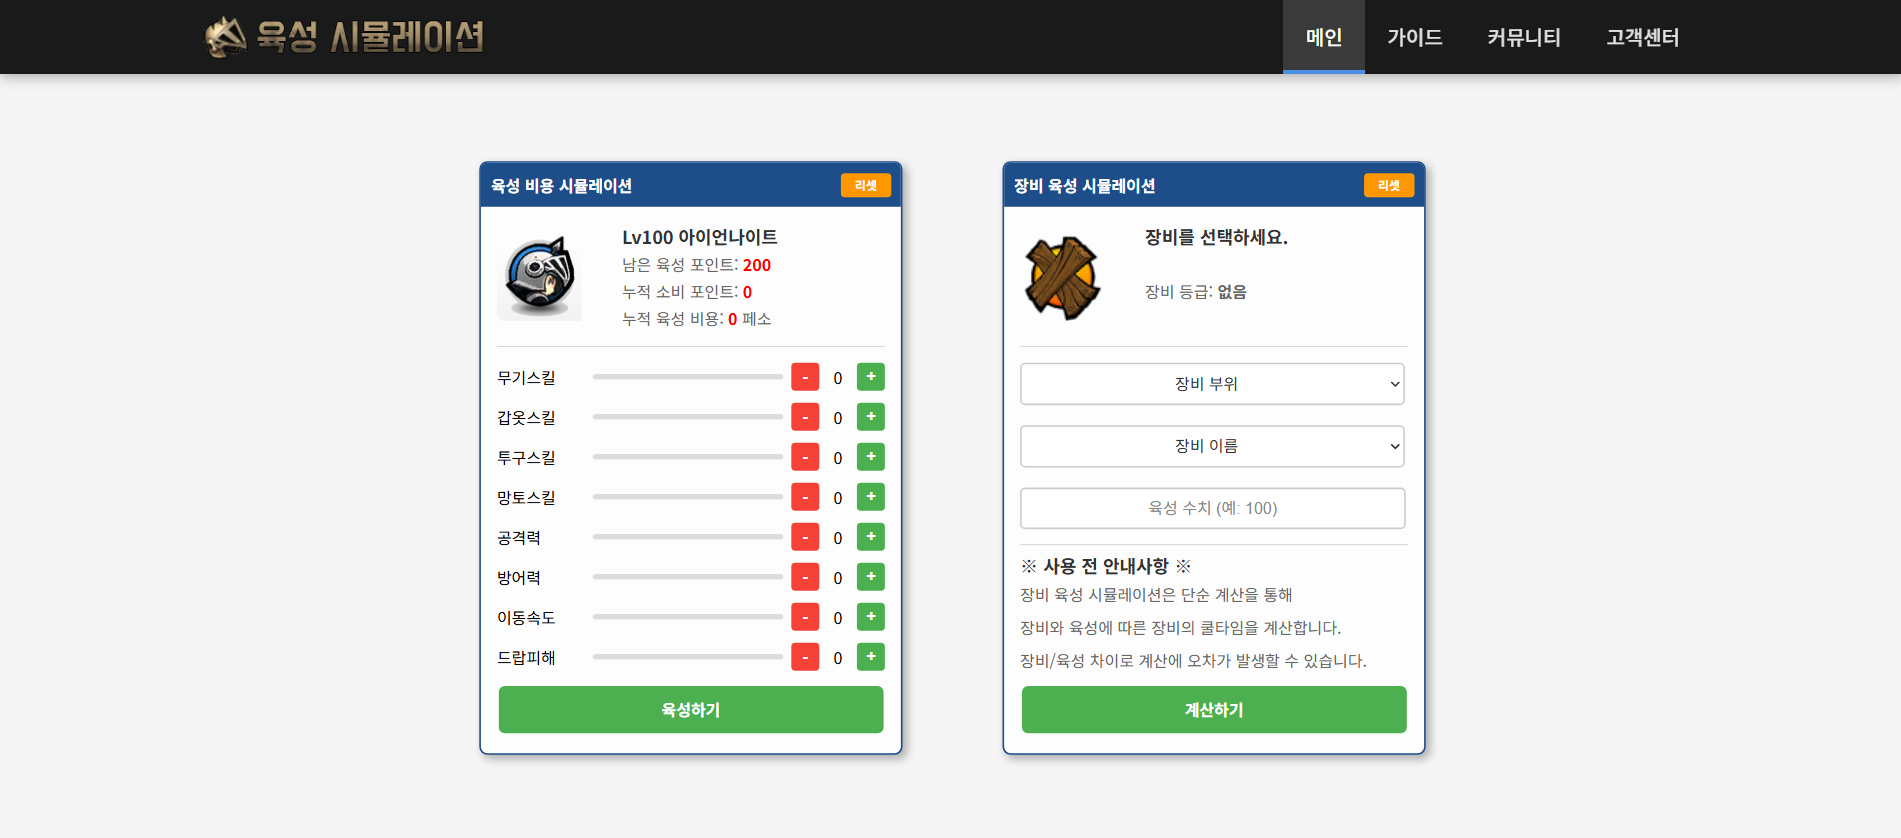 육성 시뮬레이션
메인 가이드 커뮤니티 고객센터
육성 비용 시뮬레이션 리셋
Lv100 아이언나이트
남은 육성 포인트: 200
누적 소비 포인트: 0
누적 육성 비용: 0 페소
무기스킬 - 0 +
갑옷스킬 - 0 +
투구스킬 - 0 +
망토스킬 - 0 +
공격력 - 0 +
방어력 - 0 +
이동속도 - 0 +
드랍피해 - 0 +
육성하기
장비 육성 시뮬레이션 리셋
장비를 선택하세요.
장비 등급: 없음
장비 부위
장비 이름
육성 수치 (예: 100)
※ 사용 전 안내사항 ※
장비 육성 시뮬레이션은 단순 계산을 통해
장비와 육성에 따른 장비의 쿨타임을 계산합니다.
장비/육성 차이로 계산에 오차가 발생할 수 있습니다.
계산하기